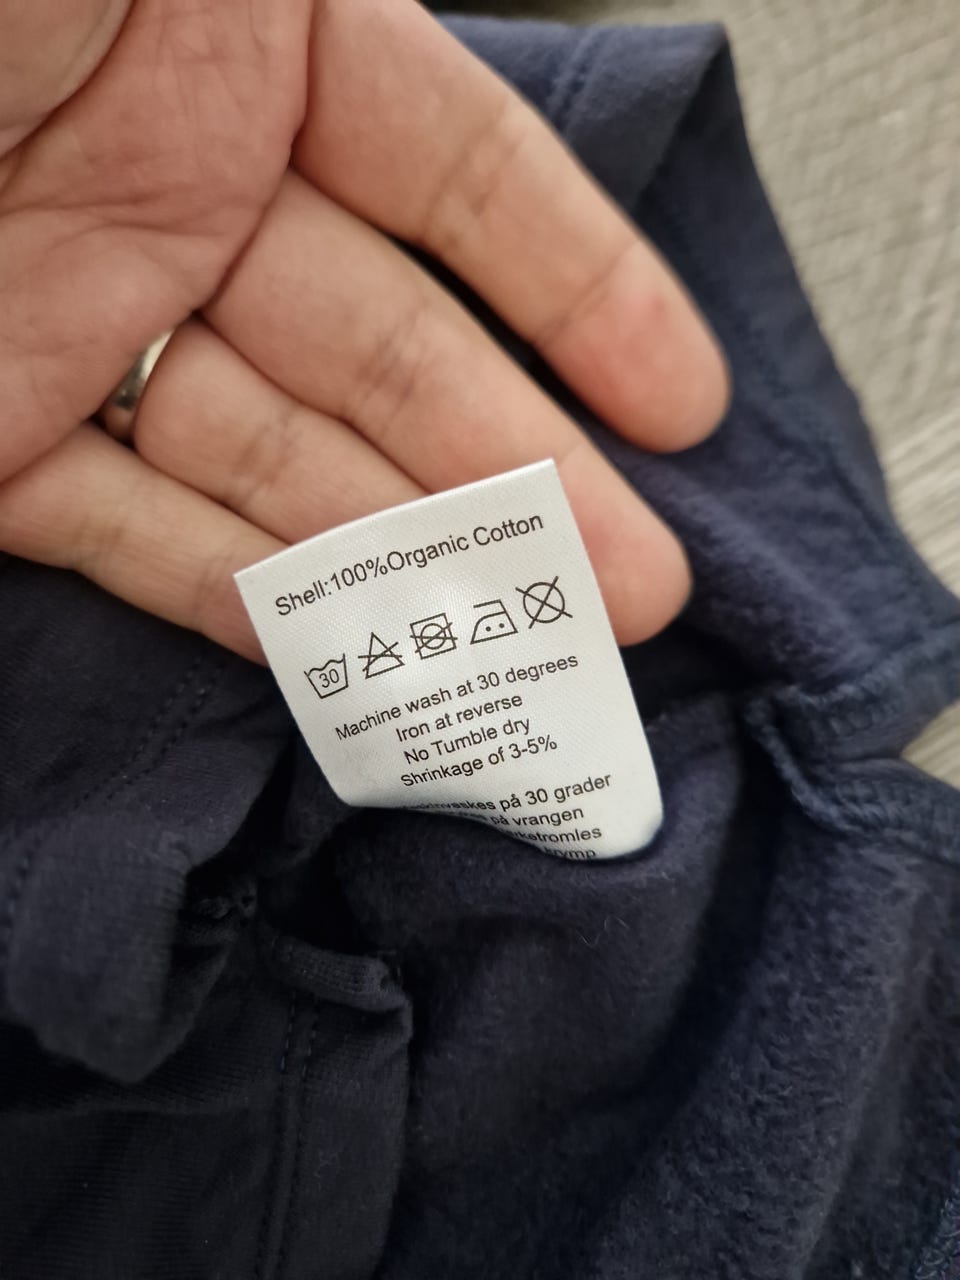 Shell:100%Organic Cotton
30
Machine wash at 30 degrees
Iron at reverse
No Tumble dry
Shrinkage of 3-5%
på 30 grader
på vrangen